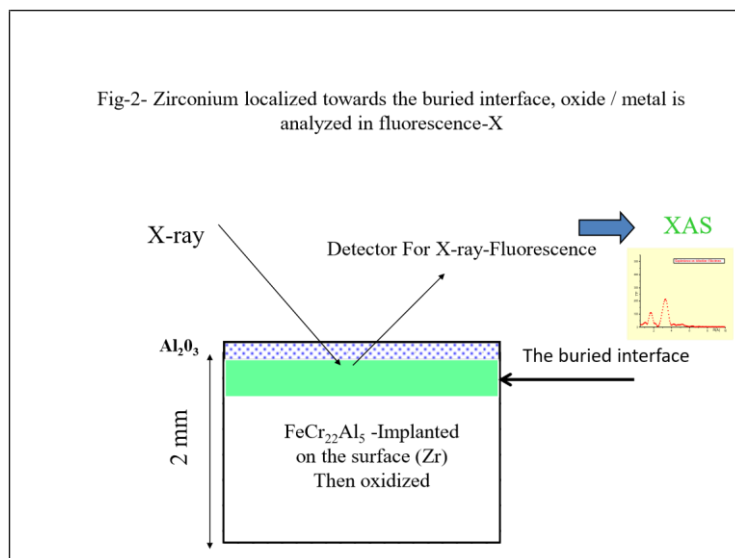 Fig-2- Zirconium localized towards the buried interface, oxide / metal is
analyzed in fluorescence-X
X-ray
Detector For X-ray-Fluorescence
XAS
Al₂0₃
The buried interface
2 mm
FeCr₂₂Al₅ -Implanted
on the surface (Zr)
Then oxidized